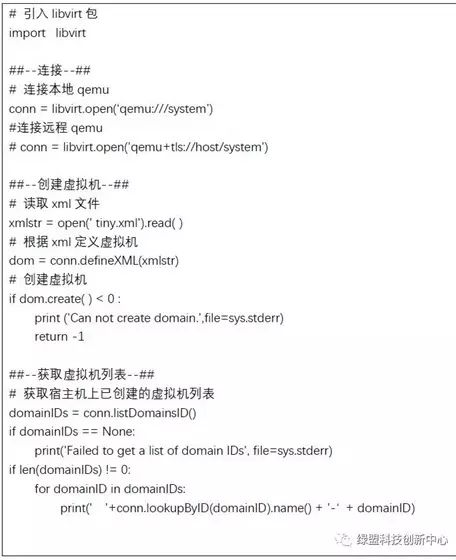 # 引入 libvirt 包
import libvirt
##--连接--##
# 连接本地 qemu
conn = libvirt.open(‘qemu:///system’)
#连接远程 qemu
# conn = libvirt.open('qemu+tls://host/system')
##--创建虚拟机--##
# 读取 xml 文件
xmlstr = open(' tiny.xml').read( )
# 根据 xml 定义虚拟机
dom = conn.defineXML(xmlstr)
# 创建虚拟机
if dom.create( ) < 0 :
print ('Can not create domain.',file=sys.stderr)
return -1
##--获取虚拟机列表--##
# 获取宿主机上已创建的虚拟机列表
domainIDs = conn.listDomainsID()
if domainIDs == None:
print('Failed to get a list of domain IDs', file=sys.stderr)
if len(domainIDs) != 0:
for domainID in domainIDs:
print(' '+conn.lookupByID(domainID).name() + '-‘ + domainID)
绿盟科技创新中心